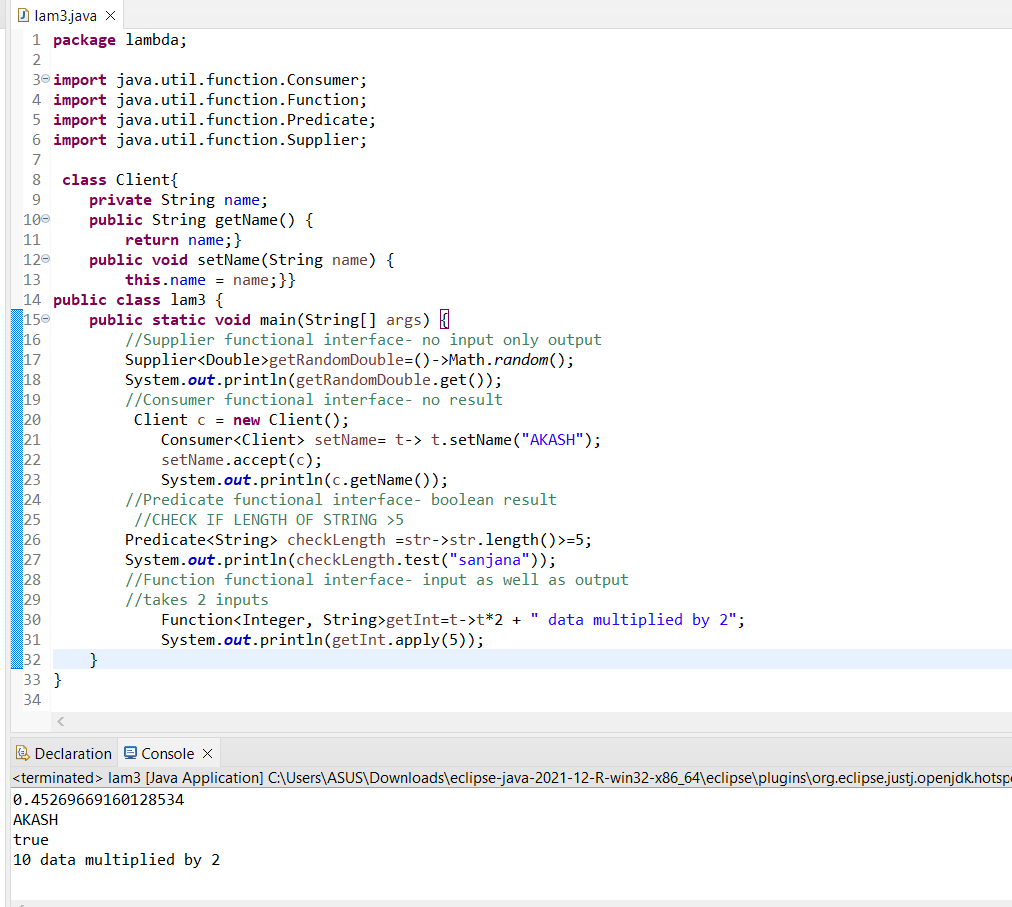 lam3.java
1 package lambda;
2
3 import java.util.function.Consumer;
4 import java.util.function.Function;
5 import java.util.function.Predicate;
6 import java.util.function.Supplier;
7
8 class Client{
9 private String name;
10 public String getName() {
11 return name;}
12 public void setName(String name) {
13 this.name = name;}}
14 public class lam3 {
15 public static void main(String[] args) {
16 //Supplier functional interface- no input only output
17 Supplier<Double>getRandomDouble=()->Math.random();
18 System.out.println(getRandomDouble.get());
19 //Consumer functional interface- no result
20 Client c = new Client();
21 Consumer<Client> setName= t-> t.setName("AKASH");
22 setName.accept(c);
23 System.out.println(c.getName());
24 //Predicate functional interface- boolean result
25 //CHECK IF LENGTH OF STRING >5
26 Predicate<String> checkLength =str->str.length()>=5;
27 System.out.println(checkLength.test("sanjana"));
28 //Function functional interface- input as well as output
29 //takes 2 inputs
30 Function<Integer, String>getInt=t->t*2 + " data multiplied by 2";
31 System.out.println(getInt.apply(5));
32 }
33 }
34
Declaration Console
<terminated> lam3 [Java Application] C:\Users\ASUS\Downloads\eclipse-java-2021-12-R-win32-x86_64\eclipse\plugins\org.eclipse.justj.openjdk.hotsp
0.45269669160128534
AKASH
true
10 data multiplied by 2